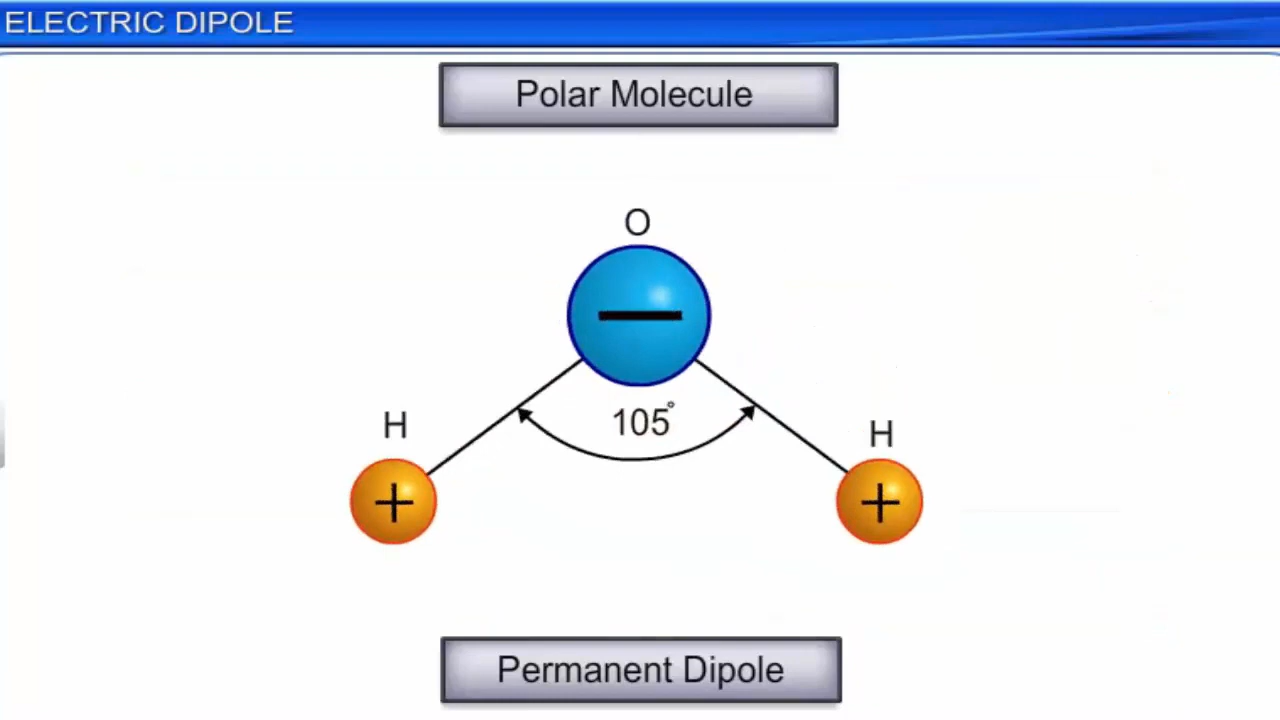 ELECTRIC DIPOLE
Polar Molecule
O
−
105°
H
H
+
+
Permanent Dipole